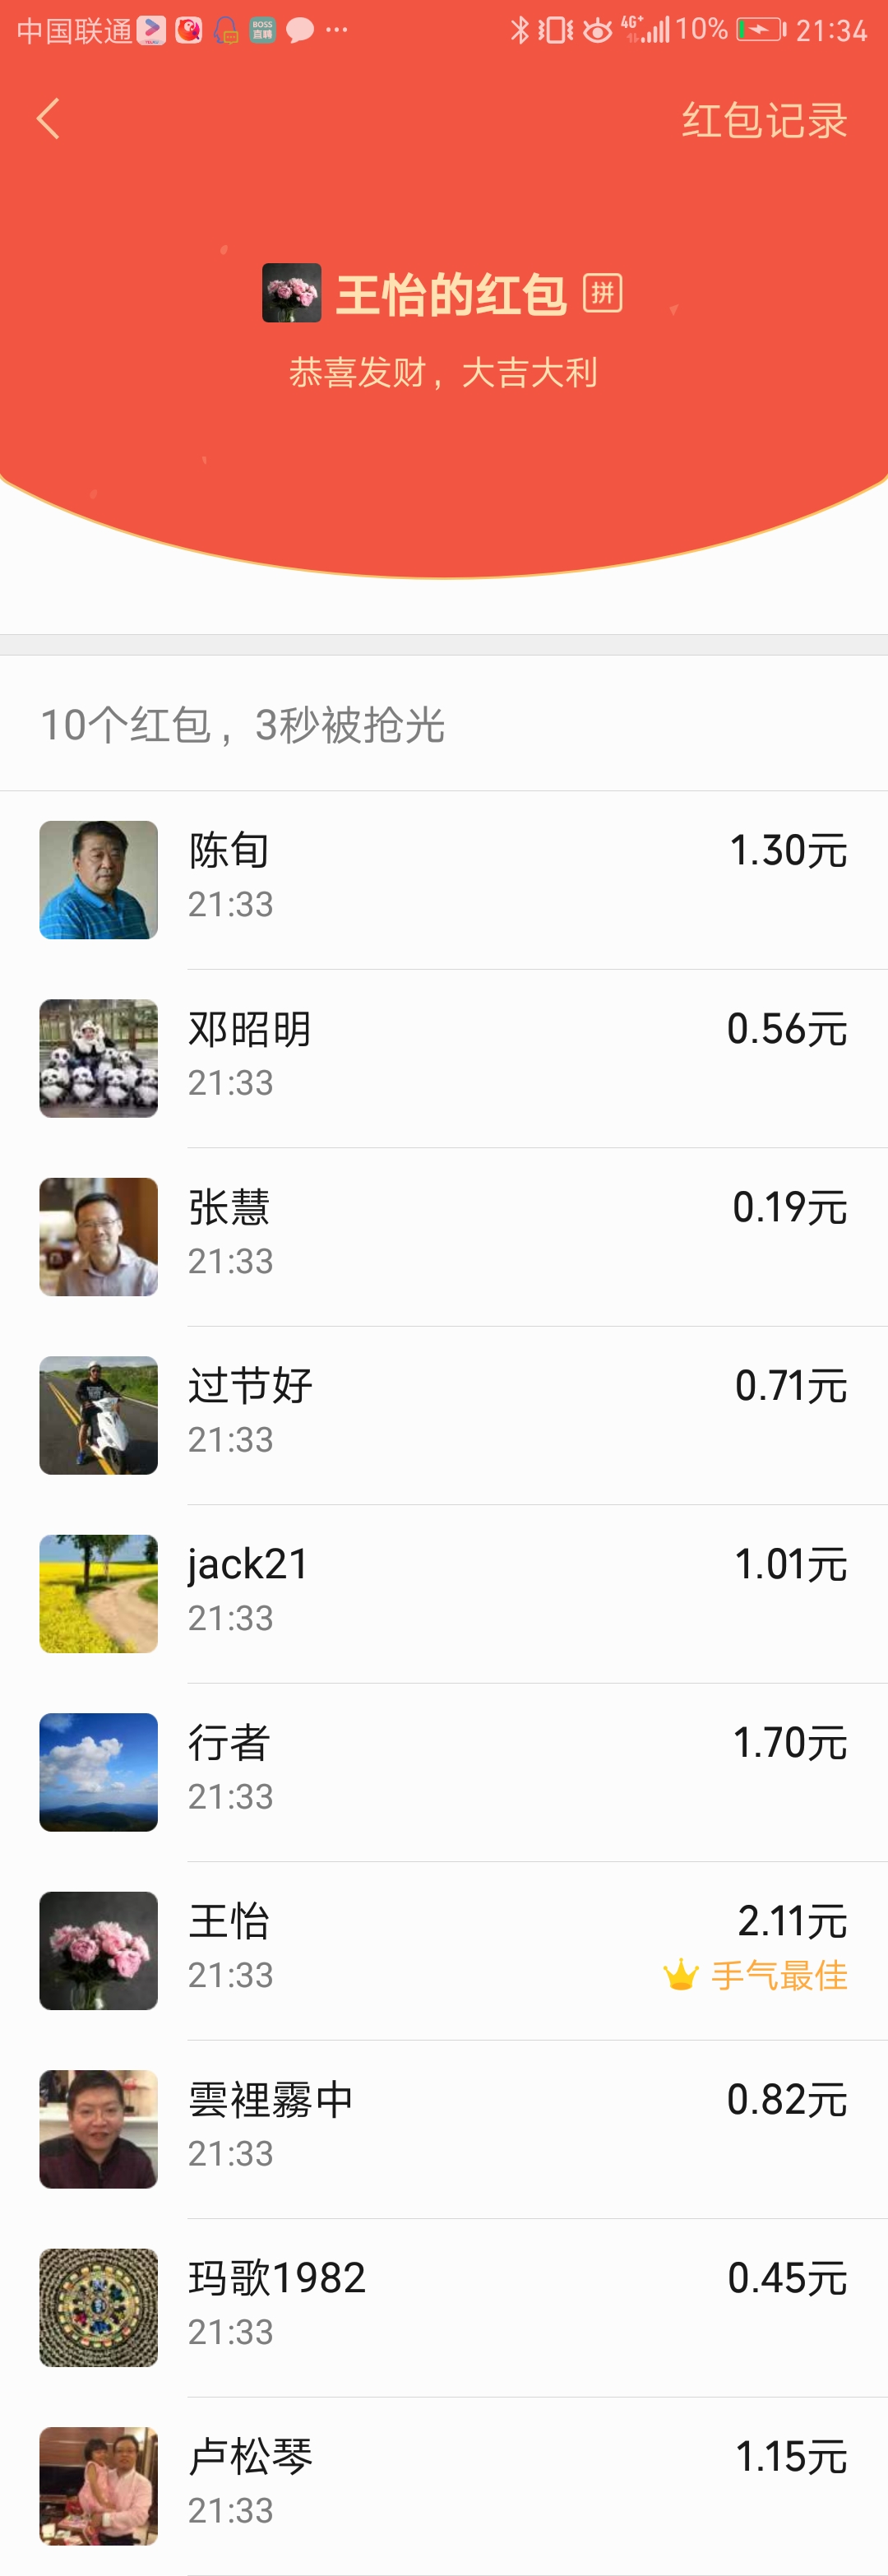 中国联通 BOSS直聘 ··· 4G+ 10% 21:34
红包记录
王怡的红包 拼
恭喜发财，大吉大利
10个红包，3秒被抢光
陈旬 1.30元
21:33
邓昭明 0.56元
21:33
张慧 0.19元
21:33
过节好 0.71元
21:33
jack21 1.01元
21:33
行者 1.70元
21:33
王怡 2.11元
21:33 手气最佳
雲裡霧中 0.82元
21:33
玛歌1982 0.45元
21:33
卢松琴 1.15元
21:33